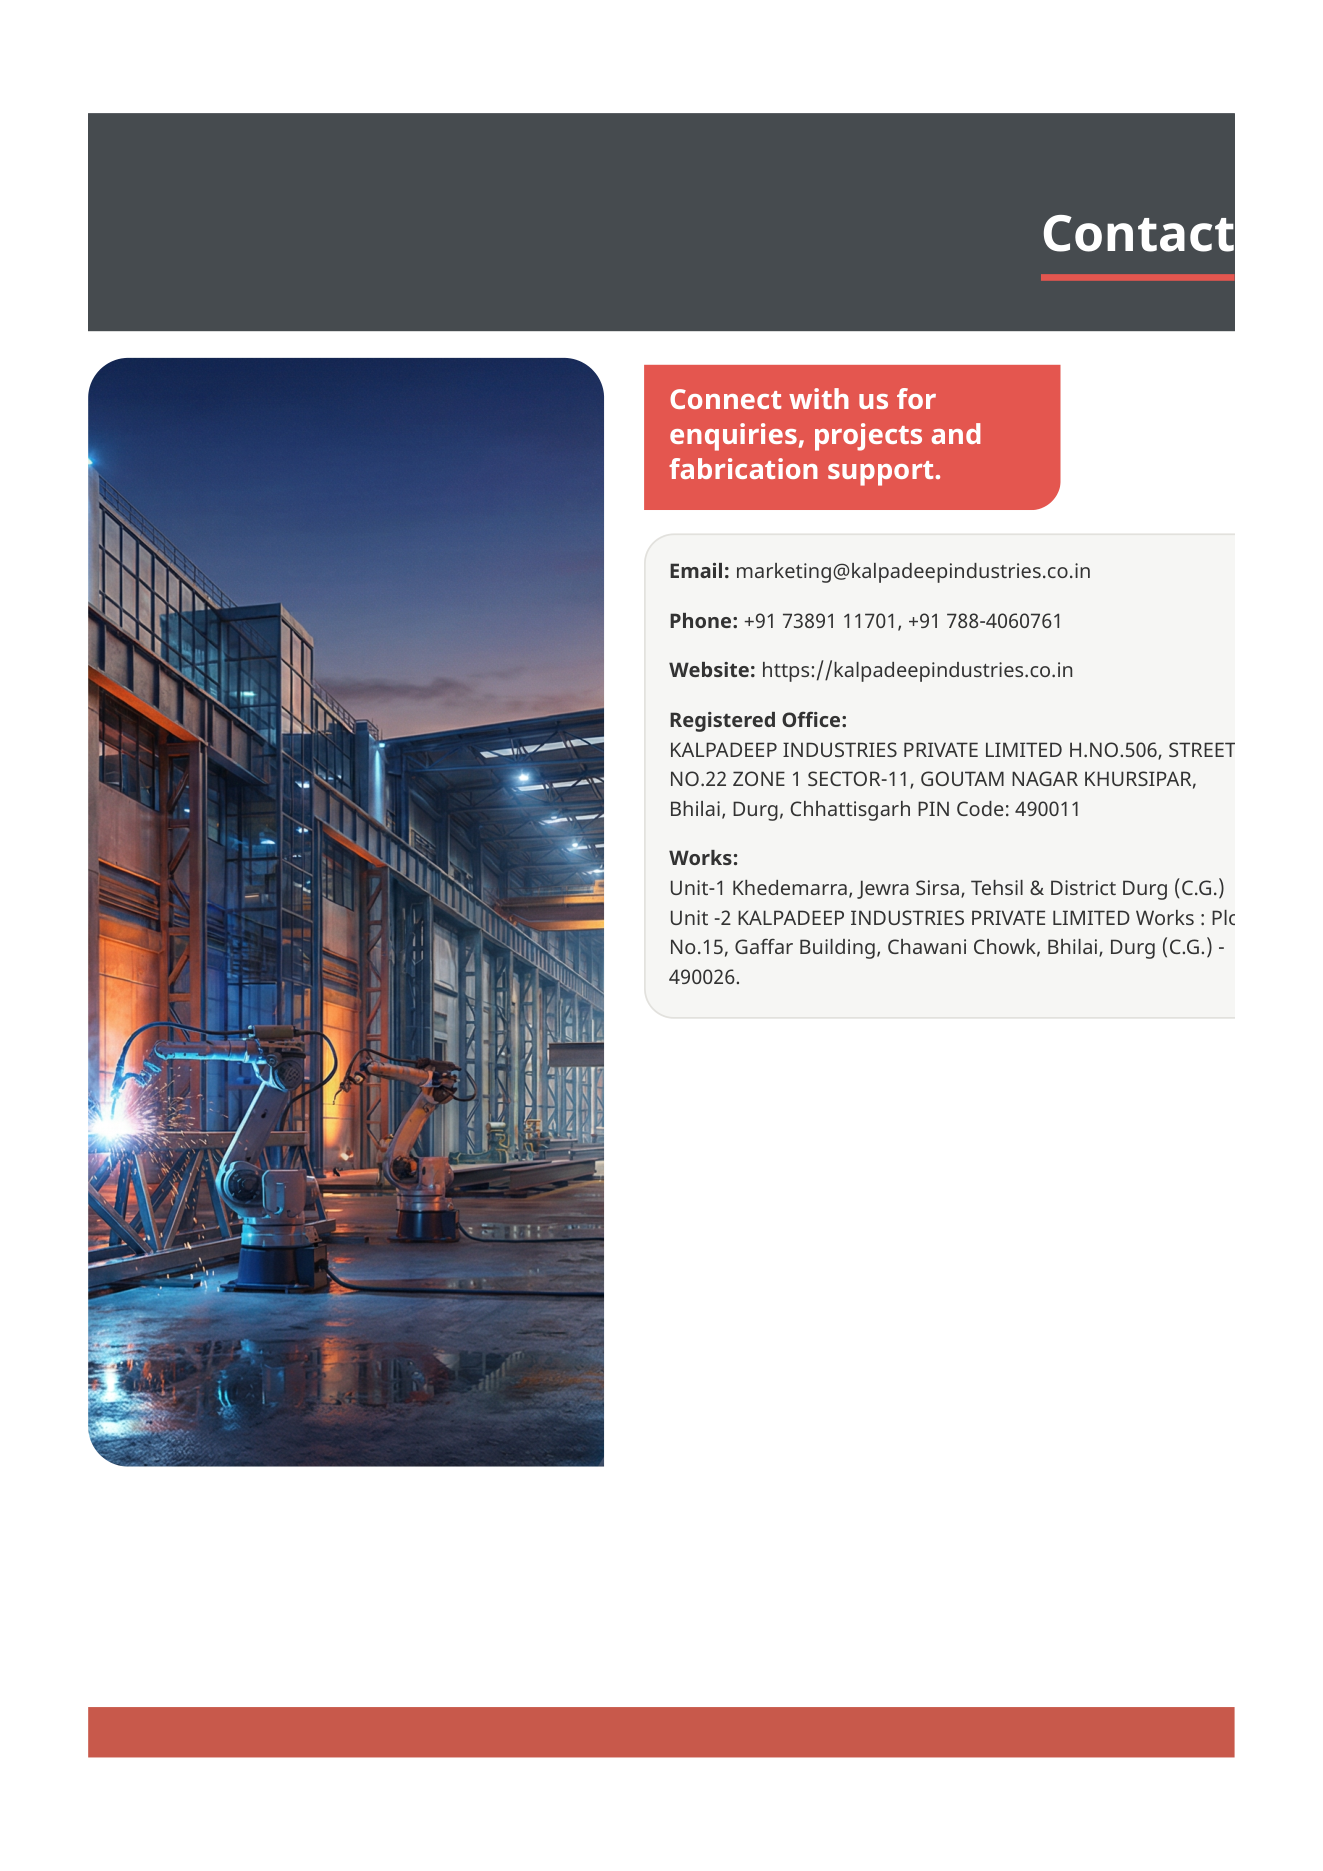 Contact
Connect with us for
enquiries, projects and
fabrication support.
Email: marketing@kalpadeepindustries.co.in
Phone: +91 73891 11701, +91 788-4060761
Website: https://kalpadeepindustries.co.in
Registered Office:
KALPADEEP INDUSTRIES PRIVATE LIMITED H.NO.506, STREET
NO.22 ZONE 1 SECTOR-11, GOUTAM NAGAR KHURSIPAR,
Bhilai, Durg, Chhattisgarh PIN Code: 490011
Works:
Unit-1 Khedemarra, Jewra Sirsa, Tehsil & District Durg (C.G.)
Unit -2 KALPADEEP INDUSTRIES PRIVATE LIMITED Works :
No.15, Gaffar Building, Chawani Chowk, Bhilai, Durg (C.G.) -
490026.